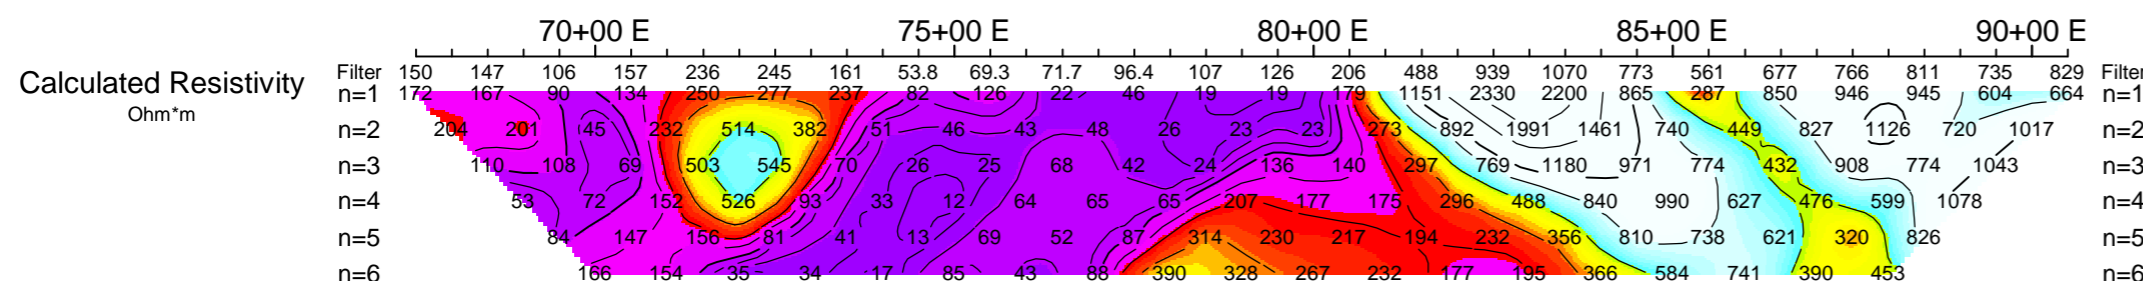 70+00 E 75+00 E 80+00 E 85+00 E 90+00 E
Calculated Resistivity
Ohm*m
Filter 150 147 106 157 236 245 161 53.8 69.3 71.7 96.4 107 126 206 488 939 1070 773 561 677 766 811 735 829 Filter
n=1 172 167 90 134 250 277 237 82 126 22 46 19 19 179 1151 2330 2200 865 287 850 946 945 604 664 n=1
n=2 204 201 45 232 514 382 51 46 43 48 26 23 23 273 892 1991 1461 740 449 827 1126 720 1017 n=2
n=3 110 108 69 503 545 70 26 25 68 42 24 136 140 297 769 1180 971 774 432 908 774 1043 n=3
n=4 53 72 152 526 93 33 12 64 65 65 207 177 175 296 488 840 990 627 476 599 1078 n=4
n=5 84 147 156 81 41 13 69 52 87 314 230 217 194 232 356 810 738 621 320 826 n=5
n=6 166 154 35 34 17 85 43 88 390 328 267 232 177 195 366 584 741 390 453 n=6